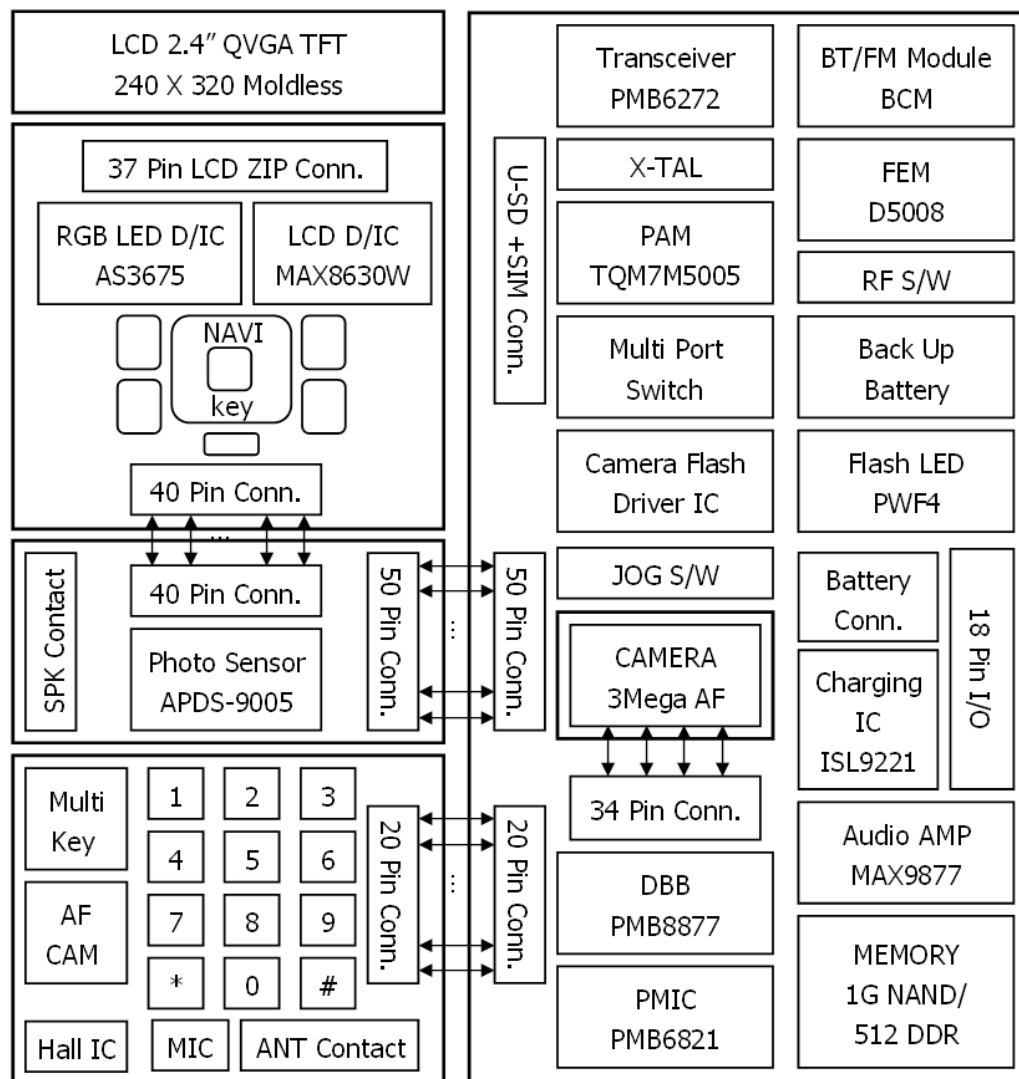 LCD 2.4” QVGA TFT
240 X 320 Moldless
37 Pin LCD ZIP Conn.
RGB LED D/IC
AS3675
LCD D/IC
MAX8630W
NAVI
key
40 Pin Conn.
...
SPK Contact
40 Pin Conn.
Photo Sensor
APDS-9005
50 Pin Conn.
...
50 Pin Conn.
Multi
Key
AF
CAM
1 2 3
4 5 6
7 8 9
* 0 #
20 Pin Conn.
...
20 Pin Conn.
Hall IC
MIC
ANT Contact
U-SD +SIM Conn.
Transceiver
PMB6272
X-TAL
PAM
TQM7M5005
Multi Port
Switch
Camera Flash
Driver IC
JOG S/W
CAMERA
3Mega AF
34 Pin Conn.
DBB
PMB8877
PMIC
PMB6821
BT/FM Module
BCM
FEM
D5008
RF S/W
Back Up
Battery
Flash LED
PWF4
Battery
Conn.
Charging
IC
ISL9221
18 Pin I/O
Audio AMP
MAX9877
MEMORY
1G NAND/
512 DDR